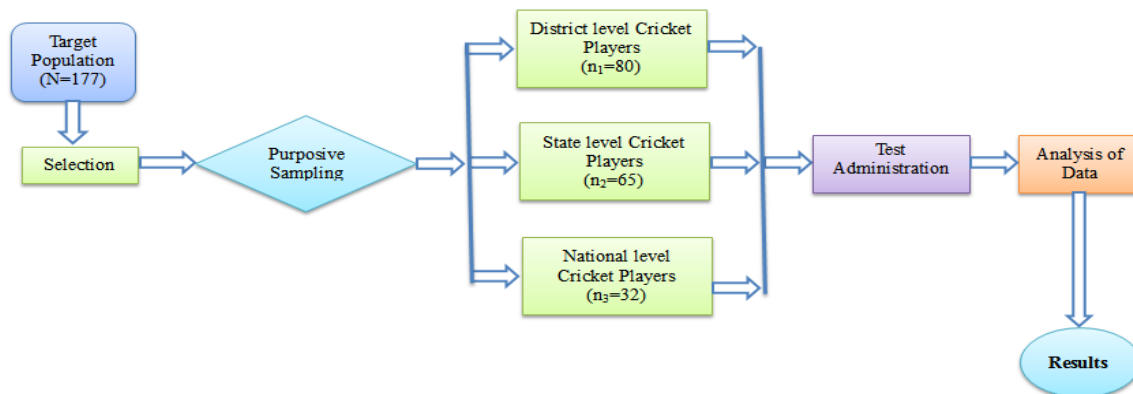 Target
Population
(N=177)
Selection
Purposive
Sampling
District level Cricket
Players
(n₁=80)
State level Cricket
Players
(n₂=65)
National level
Cricket Players
(n₃=32)
Test
Administration
Analysis of
Data
Results